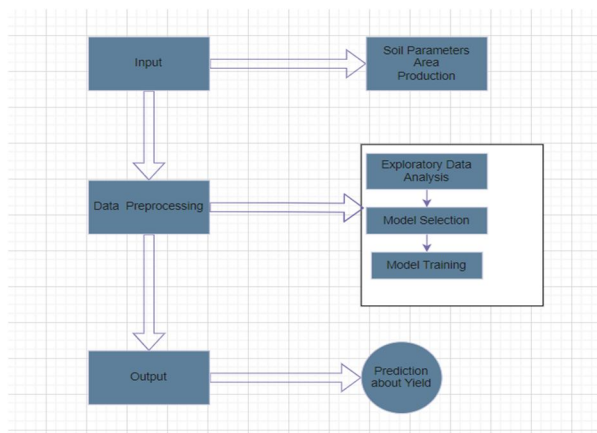 Input
Soil Parameters
Area
Production
Data Preprocessing
Exploratory Data
Analysis
Model Selection
Model Training
Output
Prediction
about Yield